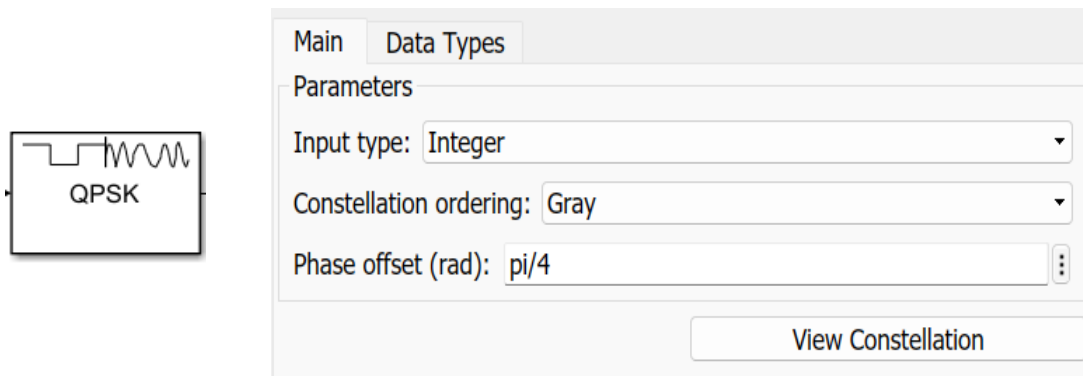 Main Data Types
Parameters
Input type: Integer
QPSK
Constellation ordering: Gray
Phase offset (rad): pi/4
View Constellation